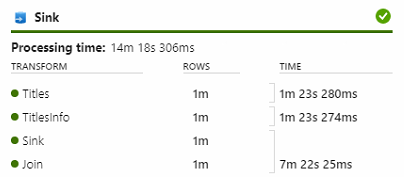 Sink
Processing time: 14m 18s 306ms
TRANSFORM ROWS TIME
Titles 1m 1m 23s 280ms
TitlesInfo 1m 1m 23s 274ms
Sink 1m
Join 1m 7m 22s 25ms